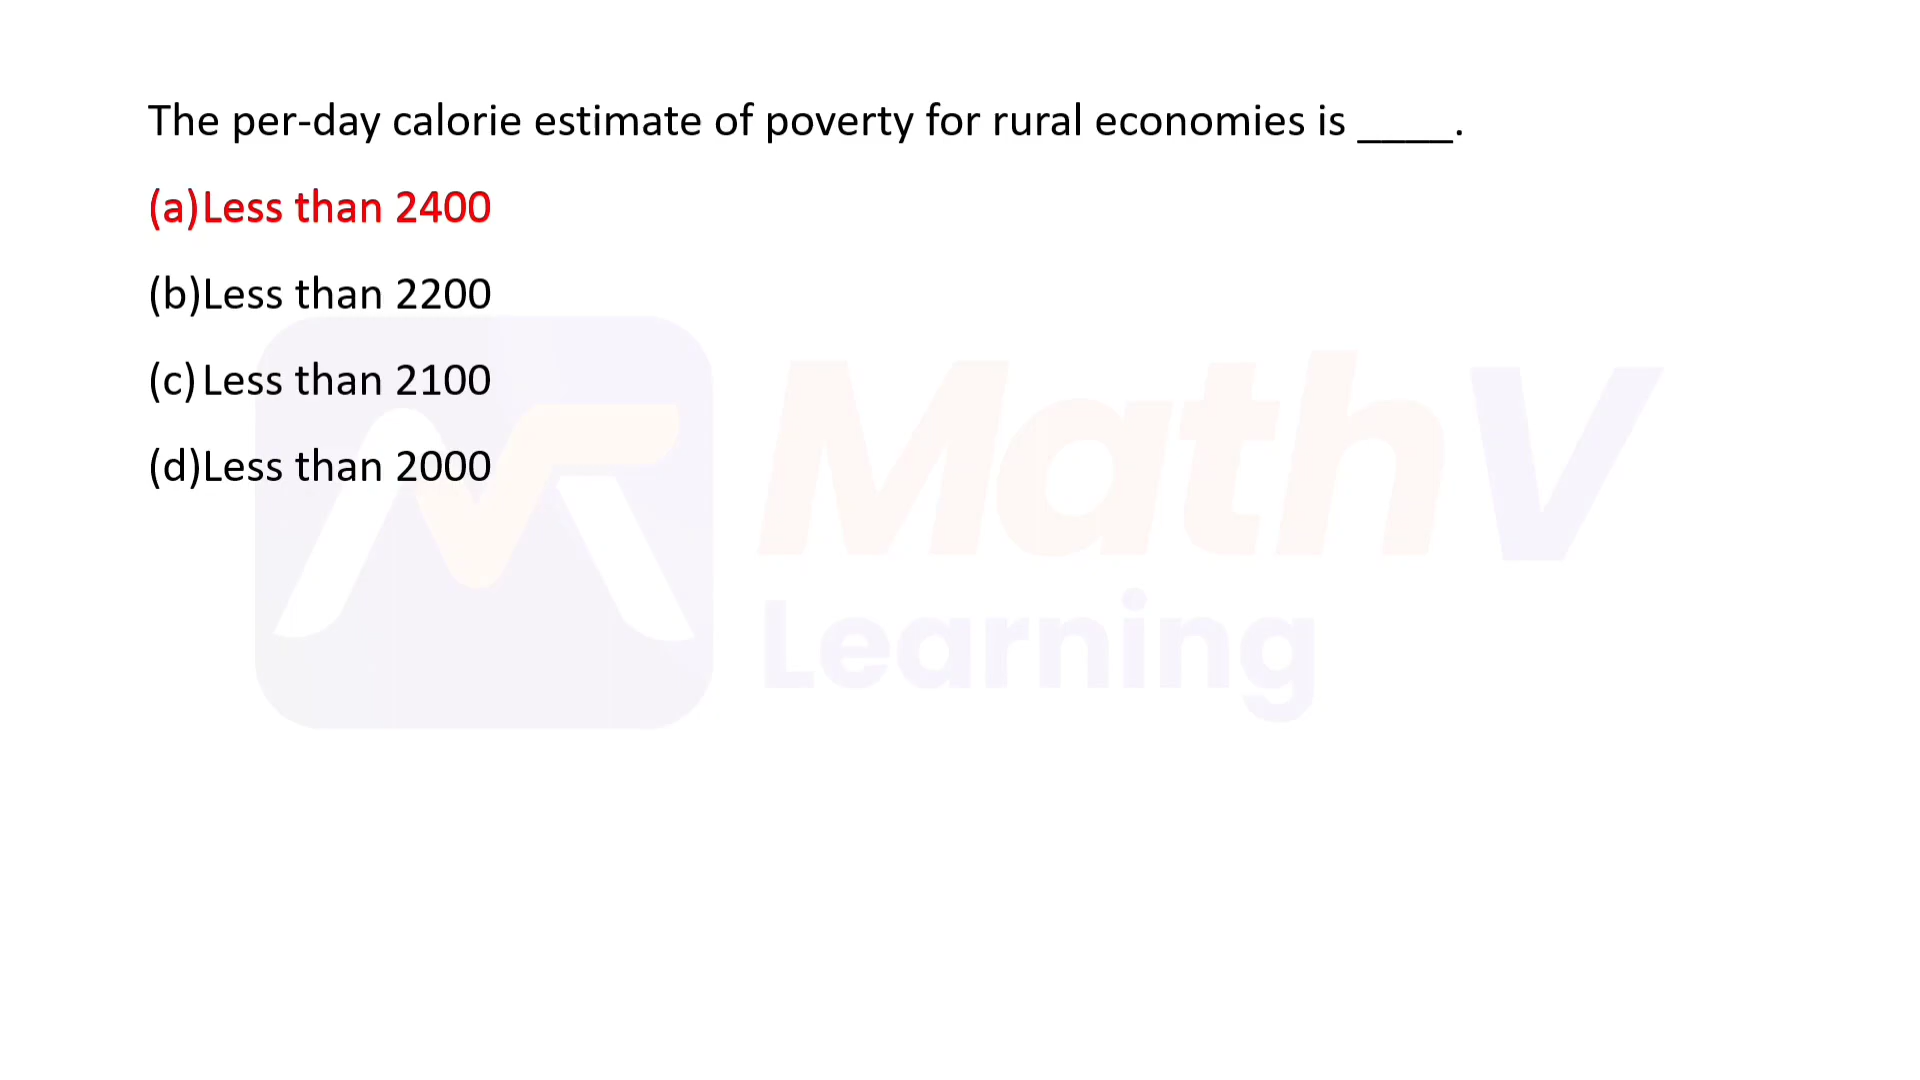 The per-day calorie estimate of poverty for rural economies is ____.
(a)Less than 2400
(b)Less than 2200
(c)Less than 2100
(d)Less than 2000
MathV
Learning